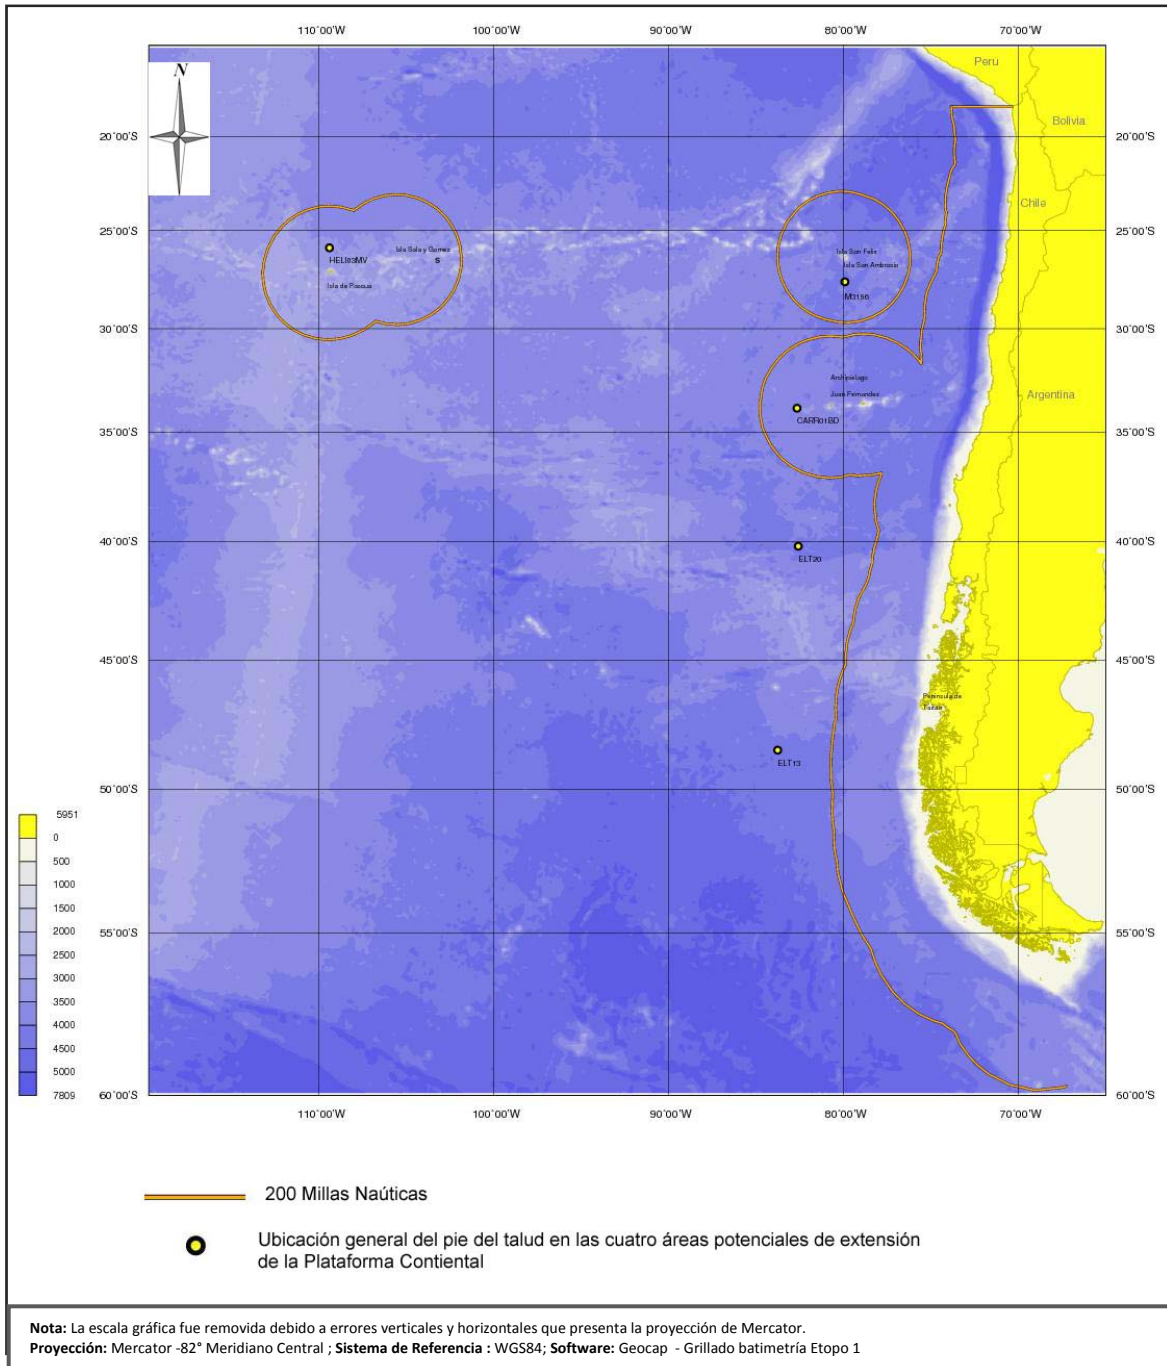 110°00'W 100°00'W 90°00'W 80°00'W 70°00'W
N
Perú
Bolivia
20°00'S 20°00'S
Chile
25°00'S 25°00'S
Isla Sala y Gomez
S
HELI03MV
Isla de Pascua
Isla San Felix
Isla San Ambrosio
30°00'S 30°00'S
Archipielago
Juan Fernandez
Argentina
CARR01BD
35°00'S 35°00'S
40°00'S 40°00'S
ELT20
45°00'S 45°00'S
Peninsula de
Taitao
ELT13
50°00'S 50°00'S
55°00'S 55°00'S
60°00'S 60°00'S
5951
0
500
1000
1500
2000
2500
3000
3500
4000
4500
5000
7809
110°00'W 100°00'W 90°00'W 80°00'W 70°00'W
200 Millas Naúticas
Ubicación general del pie del talud en las cuatro áreas potenciales de extensión
de la Plataforma Contiental
Nota: La escala gráfica fue removida debido a errores verticales y horizontales que presenta la proyección de Mercator.
Proyección: Mercator -82° Meridiano Central ; Sistema de Referencia : WGS84; Software: Geocap - Grillado batimetría Etopo 1